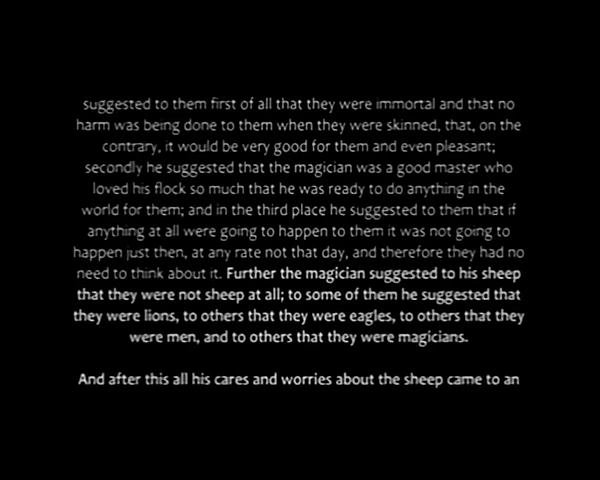 suggested to them first of all that they were immortal and that no
harm was being done to them when they were skinned, that, on the
contrary, it would be very good for them and even pleasant;
secondly he suggested that the magician was a good master who
loved his flock so much that he was ready to do anything in the
world for them; and in the third place he suggested to them that if
anything at all were going to happen to them it was not going to
happen just then, at any rate not that day, and therefore they had no
need to think about it. Further the magician suggested to his sheep
that they were not sheep at all; to some of them he suggested that
they were lions, to others that they were eagles, to others that they
were men, and to others that they were magicians.
And after this all his cares and worries about the sheep came to an